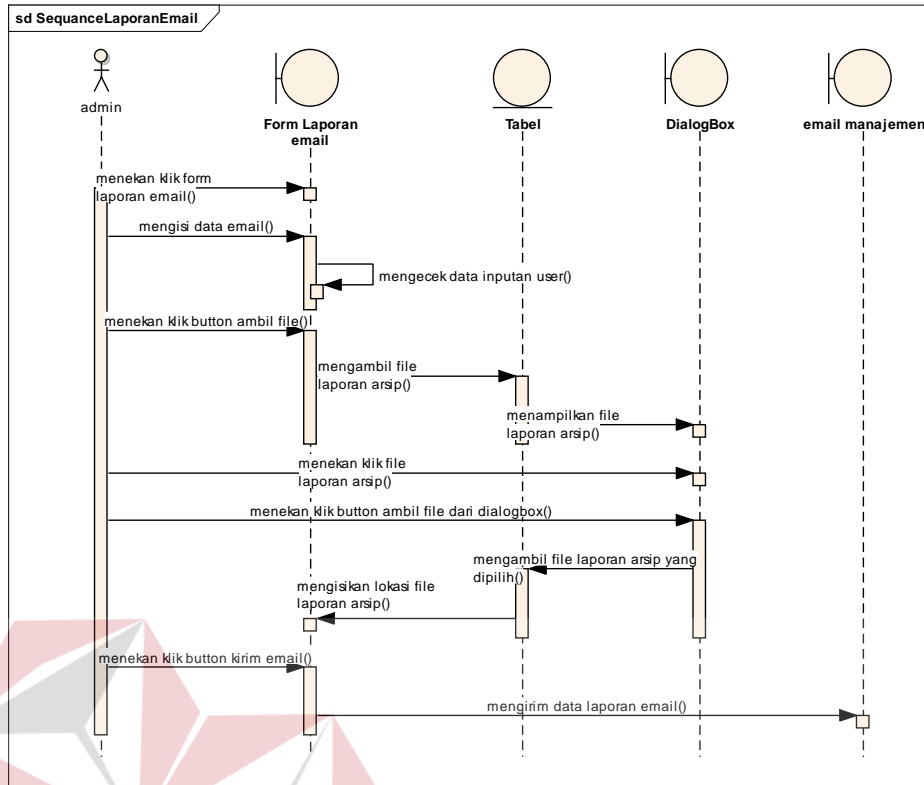 sd SequanceLaporanEmail
admin
Form Laporan
email
Tabel
DialogBox
email manajemen
menekan klik form
laporan email()
mengisi data email()
mengecek data inputan user()
menekan klik button ambil file()
mengambil file
laporan arsip()
menampilkan file
laporan arsip()
menekan klik file
laporan arsip()
menekan klik button ambil file dari dialogbox()
mengambil file laporan arsip yang
dipilih()
mengisikan lokasi file
laporan arsip()
menekan klik button kirim email()
mengirim data laporan email()